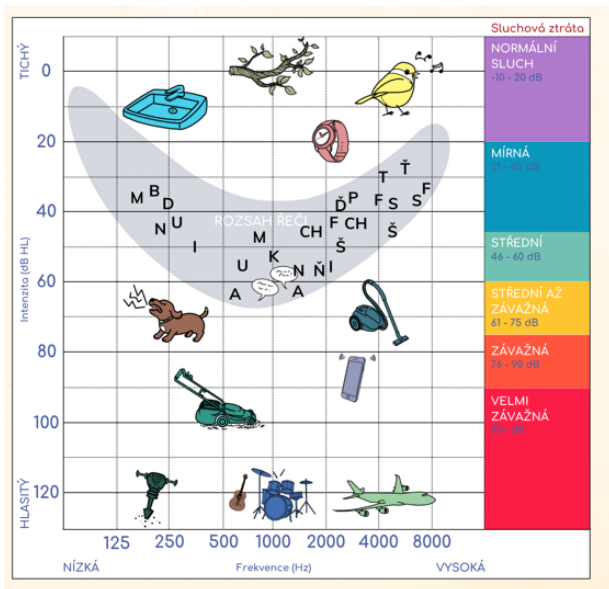 Sluchová ztráta
TICHÝ
NORMÁLNÍ
SLUCH
-10 - 20 dB
0
20
MÍRNÁ
21 - 45 dB
M B D
N U
I
T Ť
F
Ď P F S S
40
ROZSAH ŘEČI
M CH F CH Š
Š
K
U N Ň I
A A
STŘEDNÍ
46 - 60 dB
Intenzita (dB HL)
60
STŘEDNÍ AŽ
ZÁVAŽNÁ
61 - 75 dB
80
ZÁVAŽNÁ
76 - 90 dB
VELMI
ZÁVAŽNÁ
100
120
HLASITÝ
125 250 500 1000 2000 4000 8000
NÍZKÁ Frekvence (Hz) VYSOKÁ